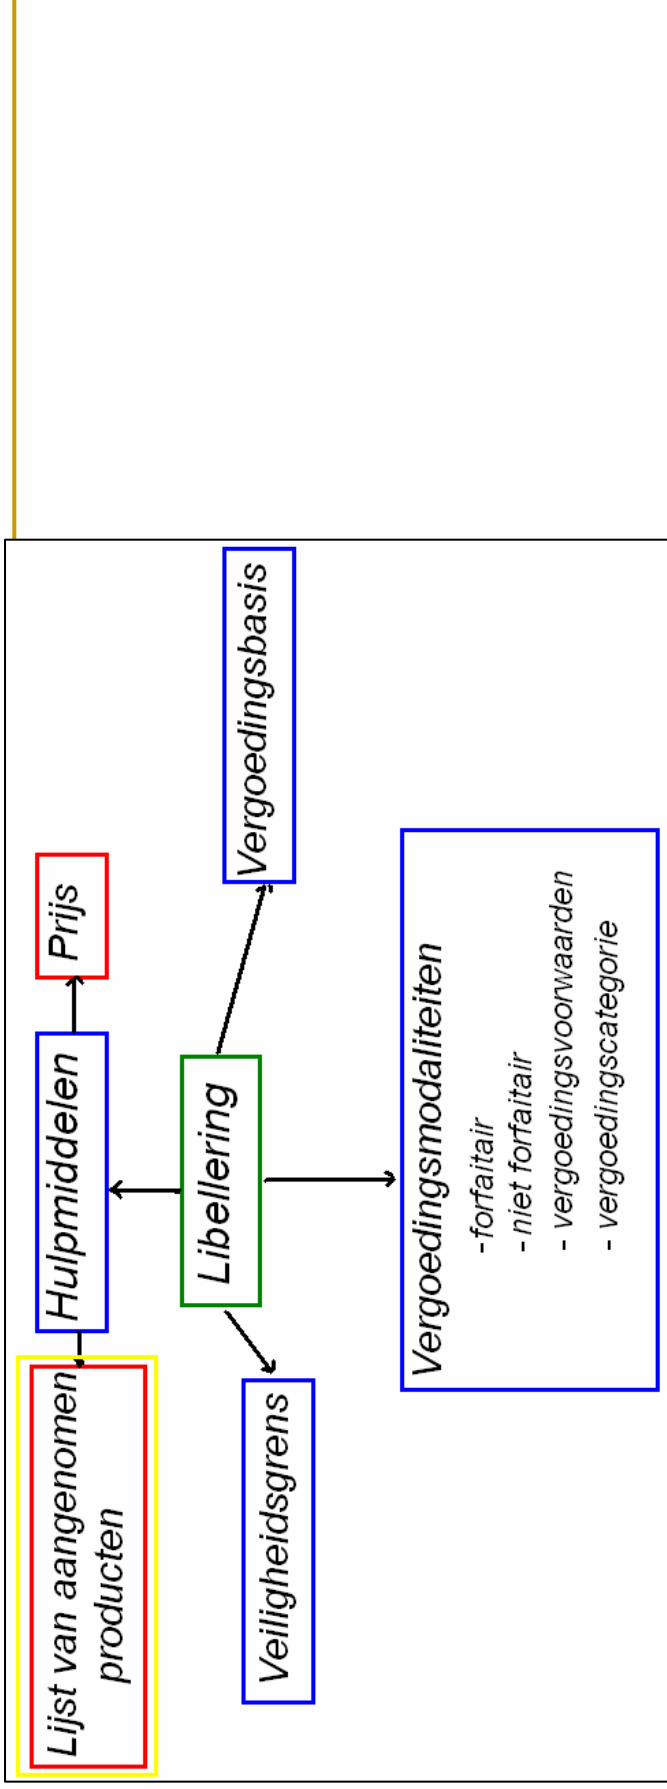 Lijst van aangenomen
producten
Hulpmiddelen
Prijs
Libellering
Veiligheidsgrens
Vergoedingsbasis
Vergoedingsmodaliteiten
-forfaitair
- niet forfaitair
- vergoedingsvoorwaarden
- vergoedingscategorie